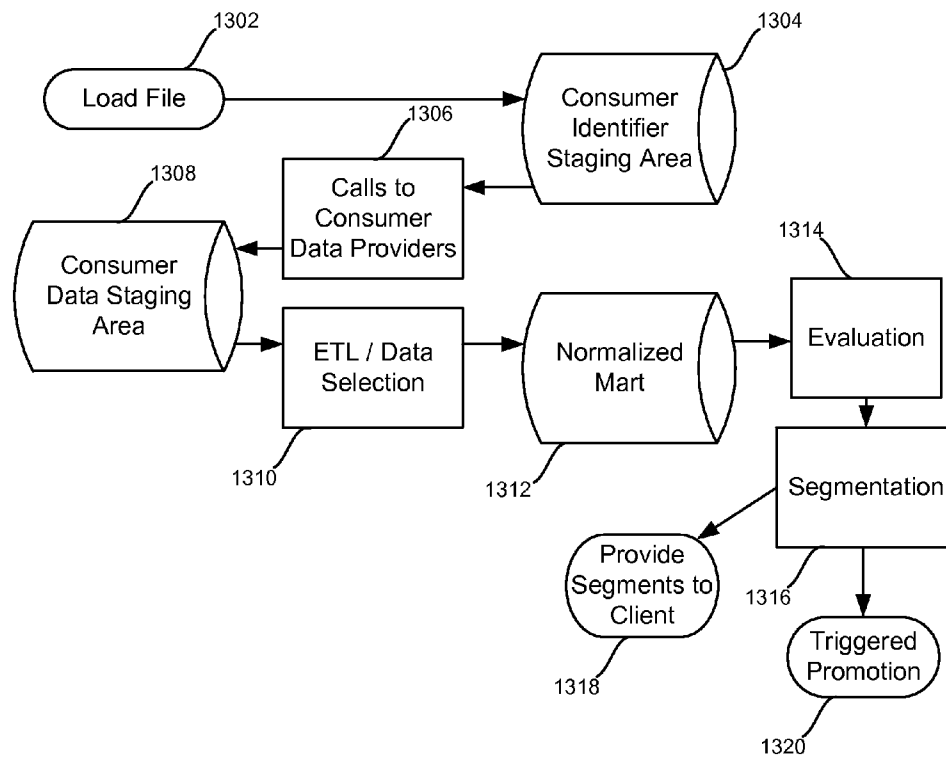 1302
Load File
1304
Consumer
Identifier
Staging Area
1306
Calls to
Consumer
Data Providers
1308
Consumer
Data Staging
Area
ETL / Data
Selection
1310
Normalized
Mart
1312
1314
Evaluation
Segmentation
1316
Provide
Segments to
Client
1318
Triggered
Promotion
1320